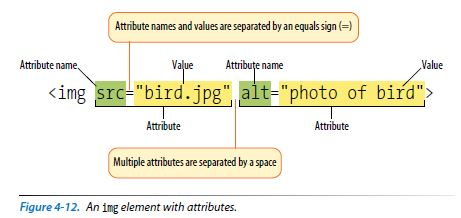 Attribute names and values are separated by an equals sign (=)
Attribute name Value Attribute name Value
<img src="bird.jpg" alt="photo of bird">
Attribute Attribute
Multiple attributes are separated by a space
Figure 4-12. An img element with attributes.